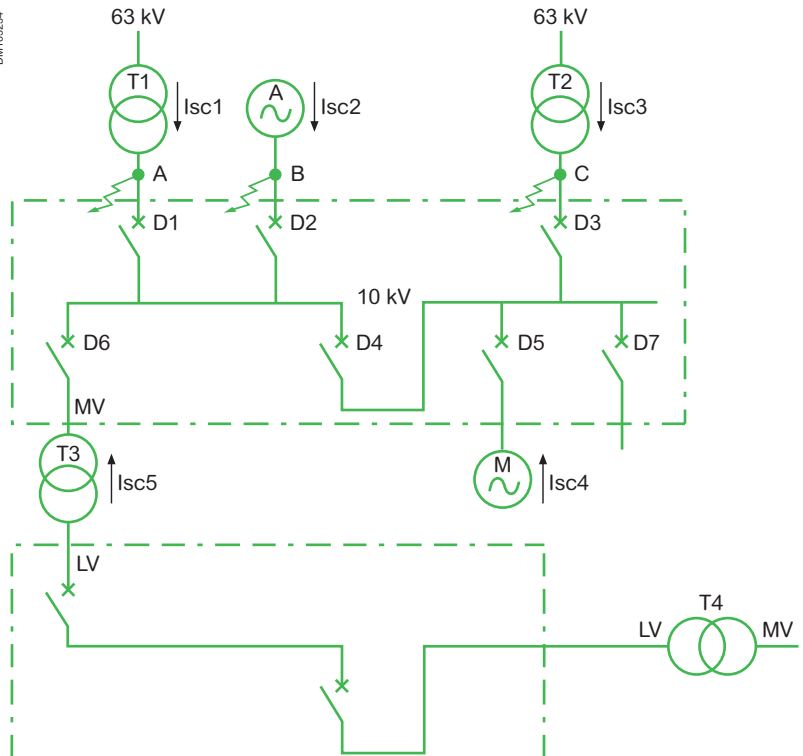 63 kV
63 kV
T1
Isc1
A
Isc2
T2
Isc3
A
B
C
D1
D2
D3
10 kV
D6
D4
D5
D7
MV
T3
Isc5
M
Isc4
LV
T4
LV
MV